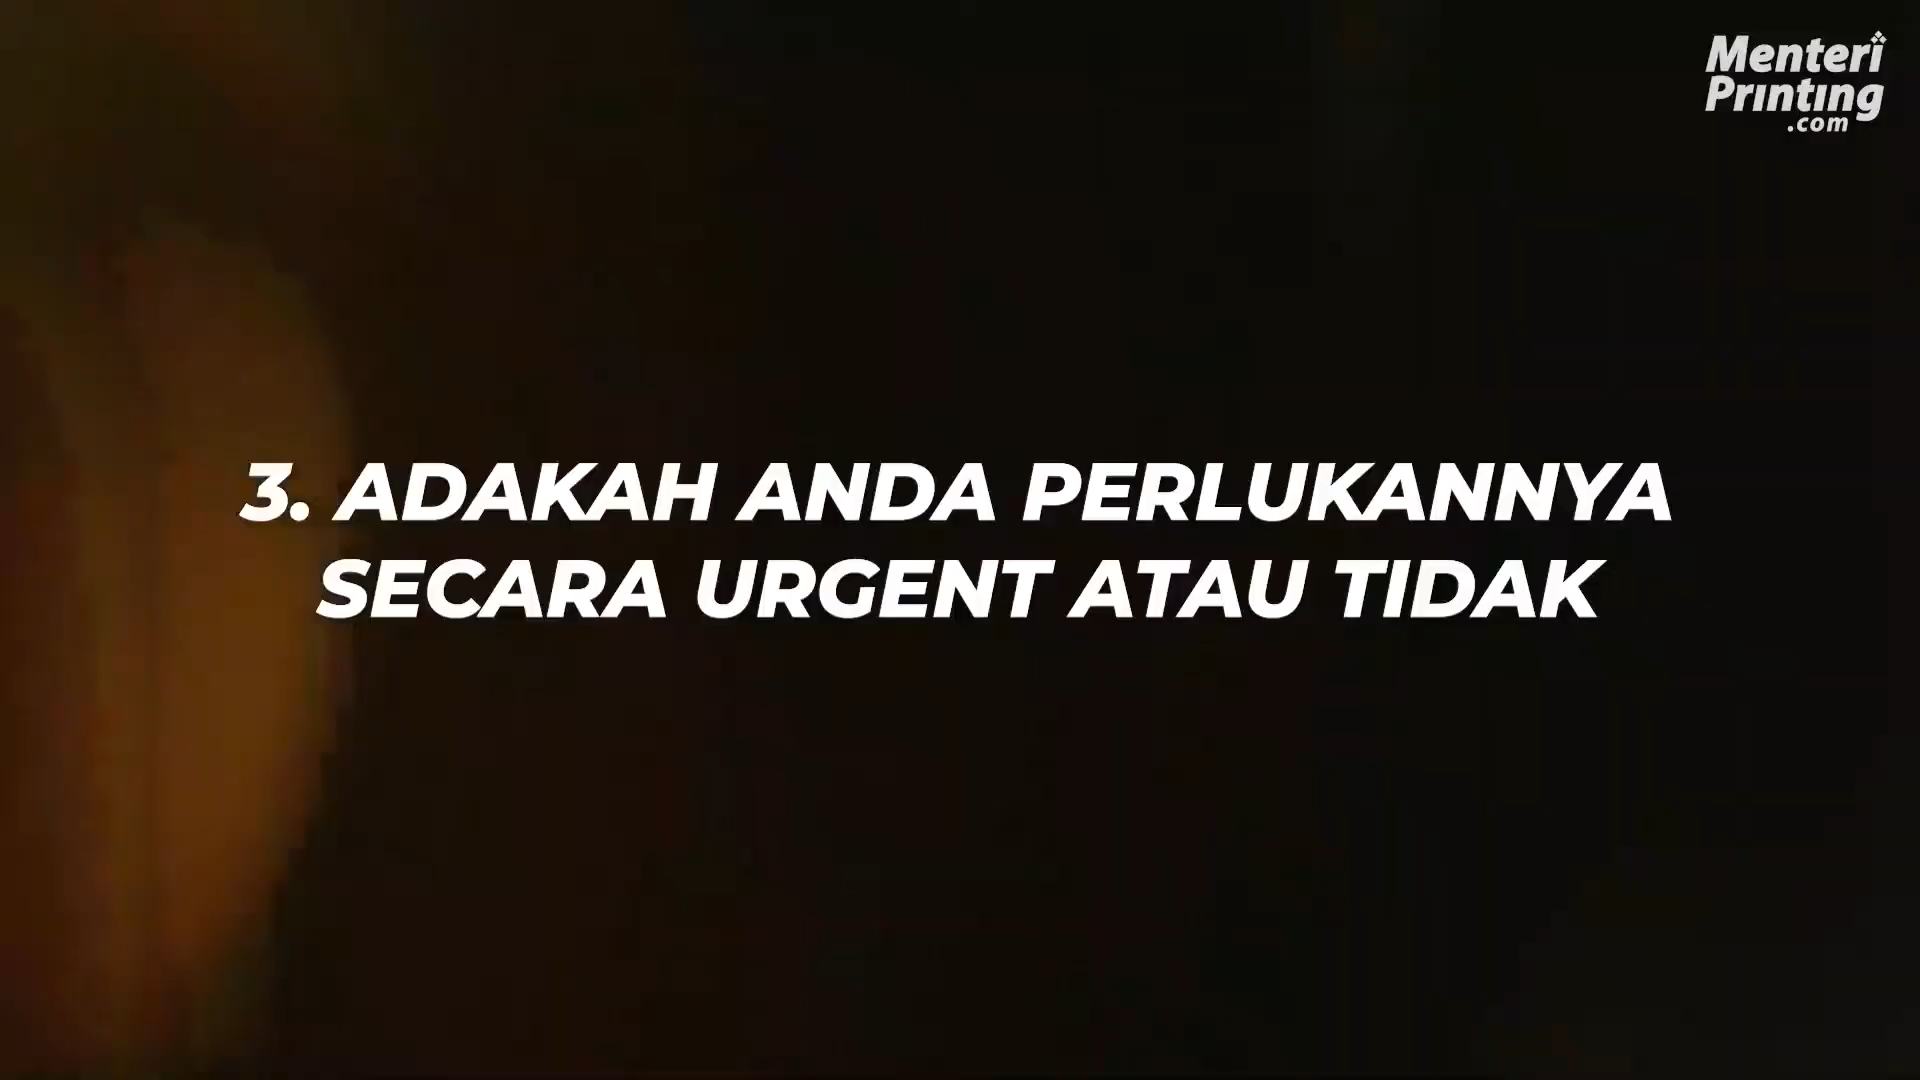 Menteri
Printing
.com
3. ADAKAH ANDA PERLUKANNYA
SECARA URGENT ATAU TIDAK